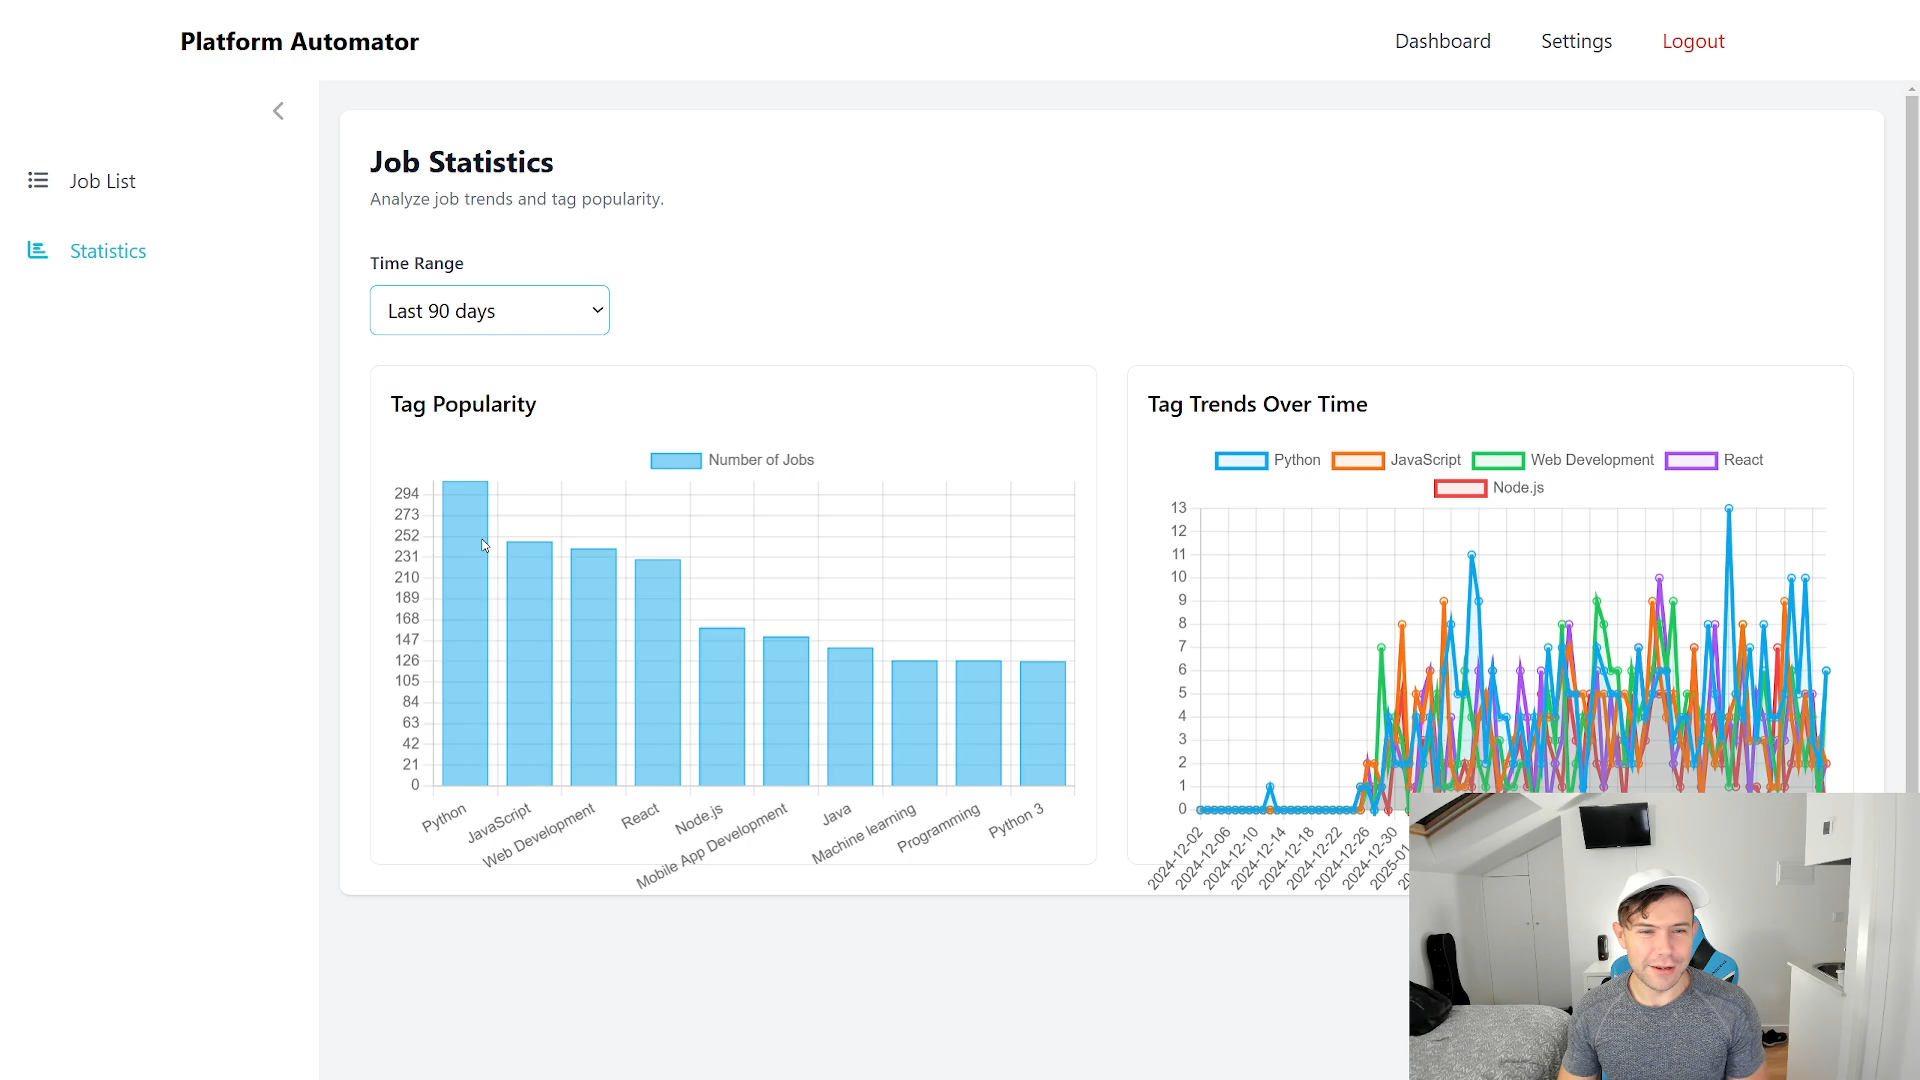 Platform Automator
Dashboard
Settings
Logout
Job List
Statistics
Job Statistics
Analyze job trends and tag popularity.
Time Range
Last 90 days
Tag Popularity
Number of Jobs
294
273
252
231
210
189
168
147
126
105
84
63
42
21
0
Python
JavaScript
Web Development
React
Node.js
Mobile App Development
Java
Machine learning
Programming
Python 3
Tag Trends Over Time
Python
JavaScript
Web Development
React
Node.js
13
12
11
10
9
8
7
6
5
4
3
2
1
0
2024-12-02
2024-12-06
2024-12-10
2024-12-14
2024-12-18
2024-12-22
2024-12-26
2024-12-30
2025-01